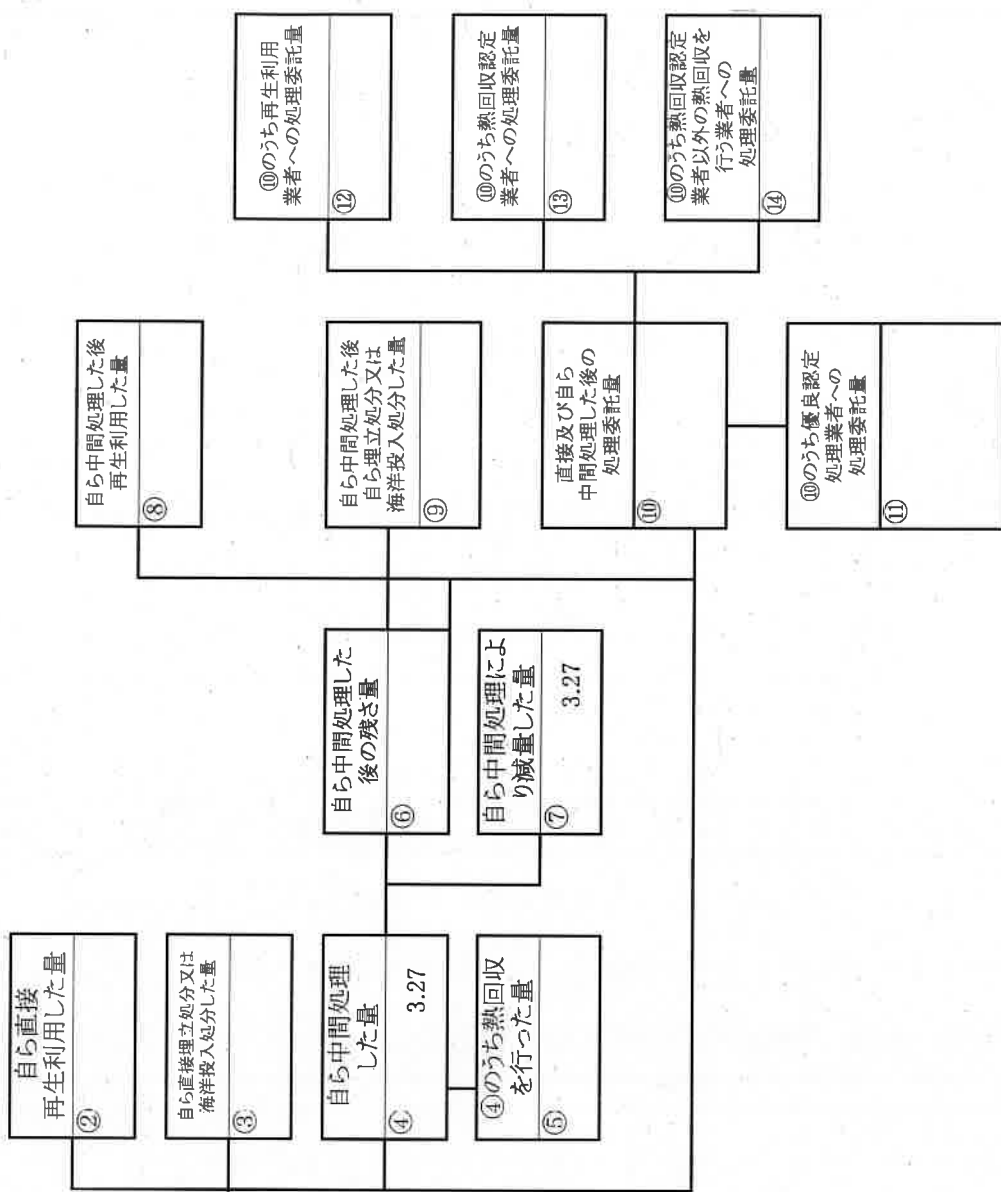 自ら直接
再生利用した量
②
自ら直接埋立処分又は
海洋投入処分した量
③
自ら中間処理
した量
④
3.27
④のうち熱回収
を行った量
⑤
自ら中間処理した
後の残さ量
⑥
自ら中間処理によ
り減量した量
⑦
3.27
自ら中間処理した後
再生利用した量
⑧
自ら中間処理した後
自ら埋立処分又は
海洋投入処分した量
⑨
直接及び自ら
中間処理した後の
処理委託量
⑩
⑩のうち優良認定
処理業者への
処理委託量
⑪
⑩のうち再生利用
業者への処理委託量
⑫
⑩のうち熱回収認定
業者への処理委託量
⑬
⑩のうち熱回収認定
業者以外の熱回収を
行う業者への
処理委託量
⑭